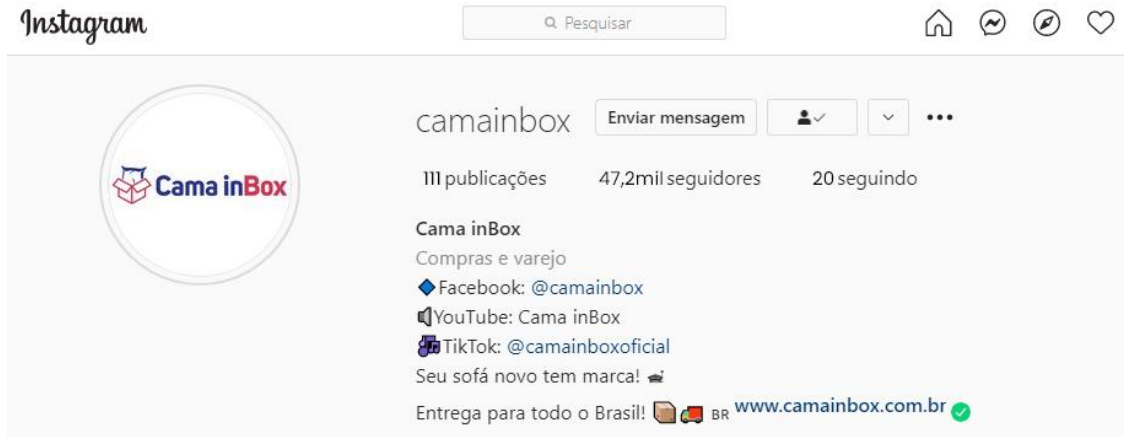 Instagram
Pesquisar
Cama inBox
camainbox Enviar mensagem
111 publicações 47,2mil seguidores 20 seguindo
Cama inBox
Compras e varejo
Facebook: @camainbox
YouTube: Cama inBox
TikTok: @camainboxoficial
Seu sofá novo tem marca!
Entrega para todo o Brasil! BR www.camainbox.com.br